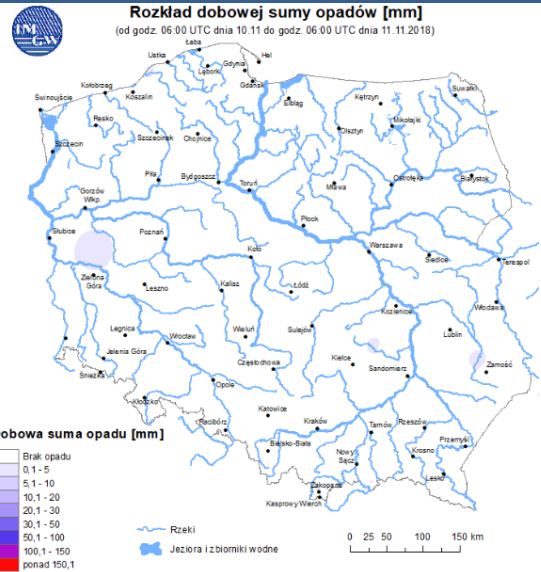 Rozkład dobowej sumy opadów [mm]
(od godz. 06:00 UTC dnia 10.11 do godz. 06:00 UTC dnia 11.11.2018)
IM
GW
Łeba
Ustka
Hel
Lębork
Gdynia
Gdańsk
Kołobrzeg
Koszalin
Elbląg
Kętrzyn
Suwałki
Świnoujście
Resko
Szczecinek
Chojnice
Olsztyn
Mikołajki
Szczecin
Piła
Bydgoszcz
Toruń
Mława
Ostrołęka
Białystok
Gorzów
Wlkp.
Płock
Słubice
Poznań
Koło
Warszawa
Siedlce
Terespol
Zielona
Góra
Leszno
Kalisz
Łódź
Kozienice
Włodawa
Legnica
Wrocław
Wieluń
Sulejów
Lublin
Jelenia Góra
Kielce
Śnieżka
Częstochowa
Sandomierz
Zamość
Opole
Kłodzko
Katowice
Racibórz
Kraków
Tarnów
Rzeszów
Bielsko-Biała
Nowy
Sącz
Krosno
Przemyśl
Lesko
Zakopane
Kasprowy Wierch
Dobowa suma opadu [mm]
Brak opadu
0,1 - 5
5,1 - 10
10,1 - 20
20,1 - 30
30,1 - 50
50,1 - 100
100,1 - 150
ponad 150,1
Rzeki
Jeziora i zbiorniki wodne
0 25 50 100 150 km